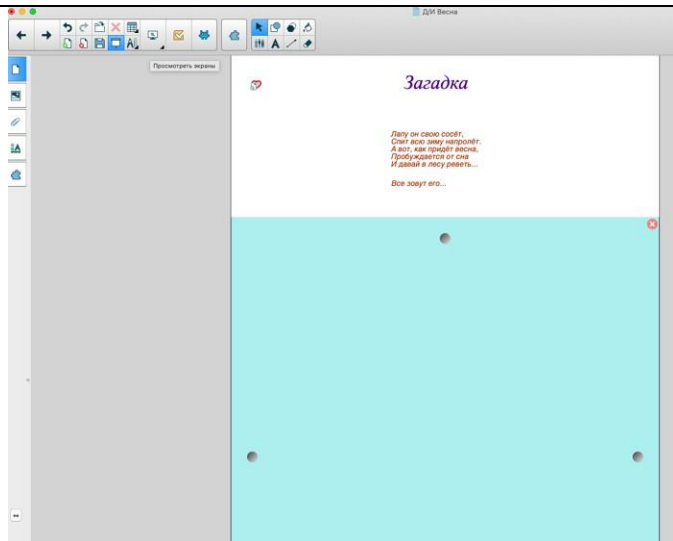 Д/И Весна
Просмотреть экраны
Загадка
Лапу он свою сосёт,
Спит всю зиму напролёт.
А вот, как придёт весна,
Пробуждается от сна
И давай в лесу реветь...
Все зовут его...